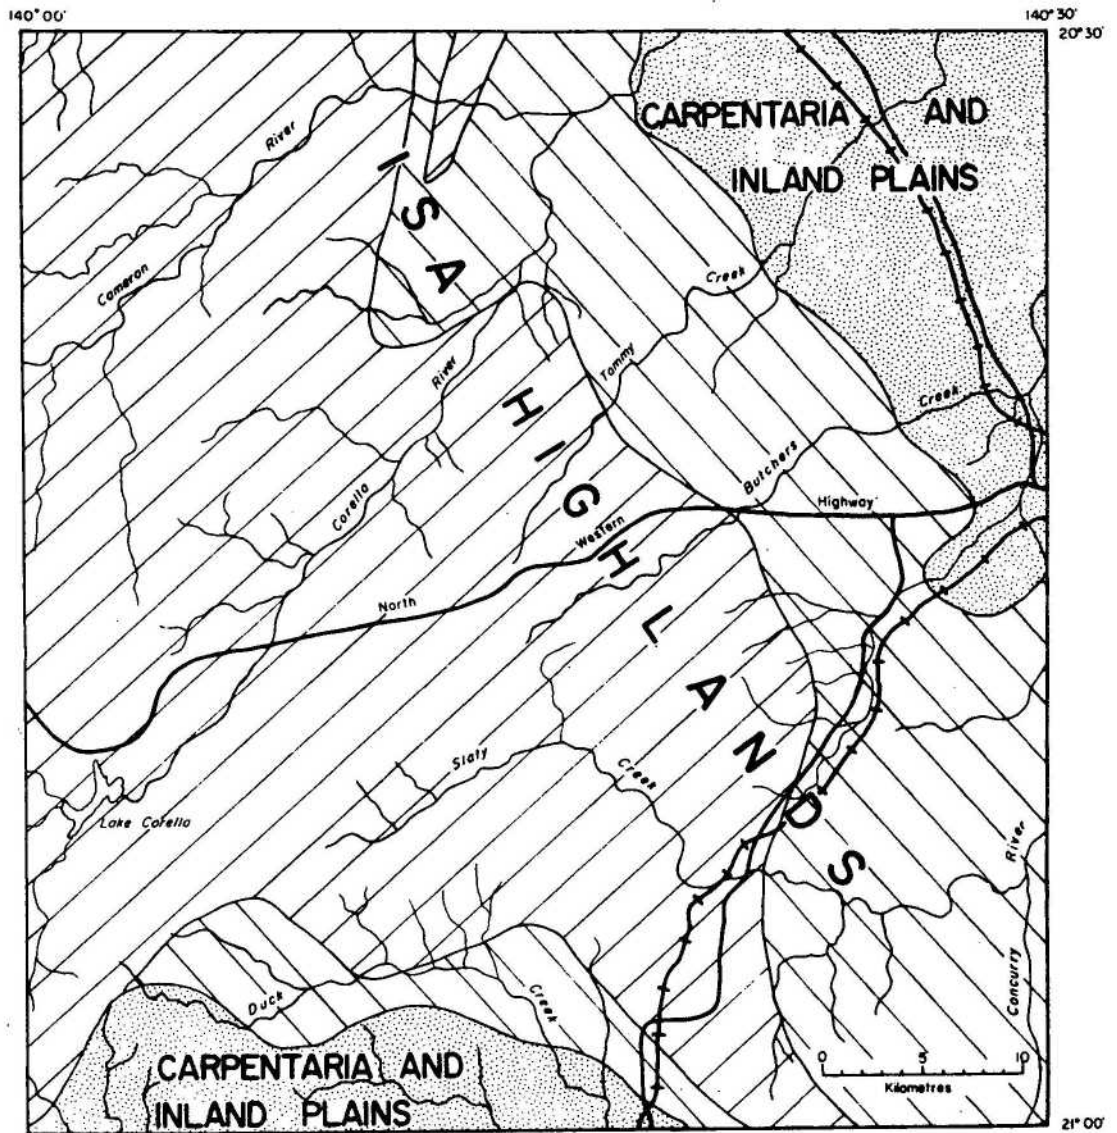 140° 00'
140° 30'
20° 30'
CARPENTARIA AND
INLAND PLAINS
River
Cameron
ISA
Creek
Tommy
River
HIGHLANDS
Creek
Butchers
Highway
Corella
Western
North
Slaty
Creek
Lake Corella
River
Duck
Creek
Concurry
0 5 10
Kilometres
CARPENTARIA AND
INLAND PLAINS
21° 00'